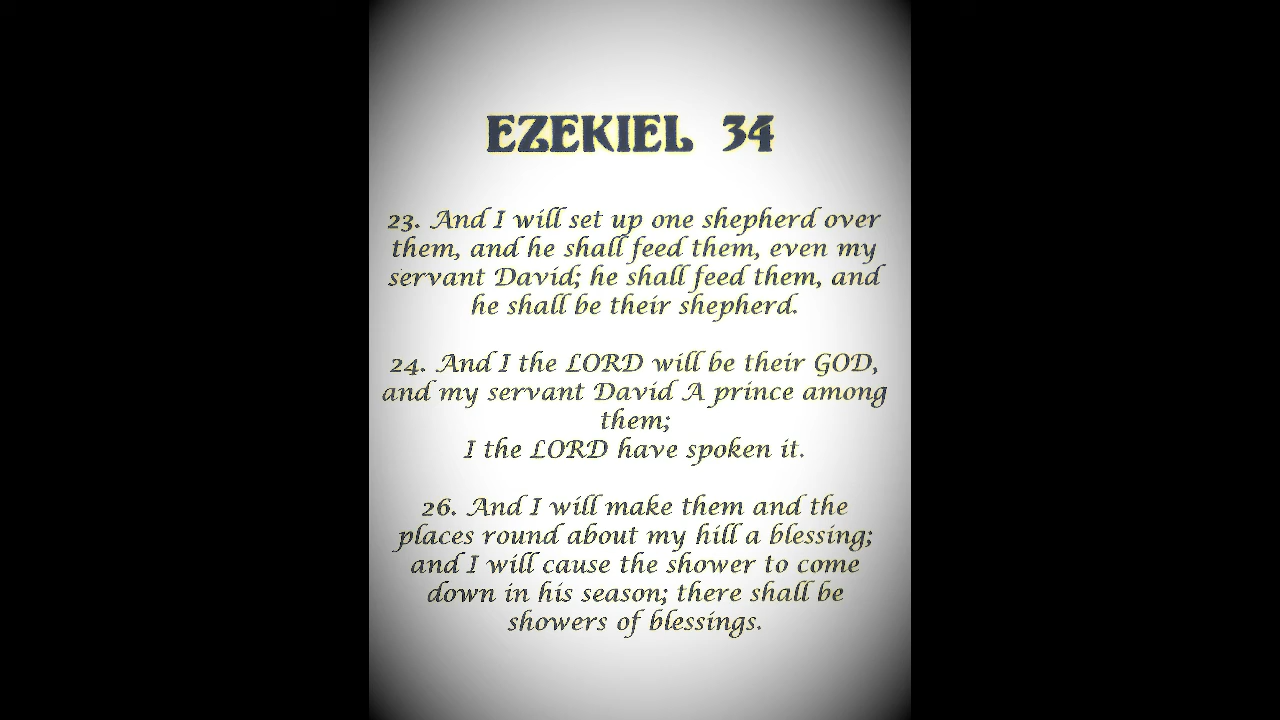 EZEKIEL 34
23. And I will set up one shepherd over
them, and he shall feed them, even my
servant David; he shall feed them, and
he shall be their shepherd.
24. And I the LORD will be their GOD,
and my servant David A prince among
them;
I the LORD have spoken it.
26. And I will make them and the
places round about my hill a blessing;
and I will cause the shower to come
down in his season; there shall be
showers of blessings.